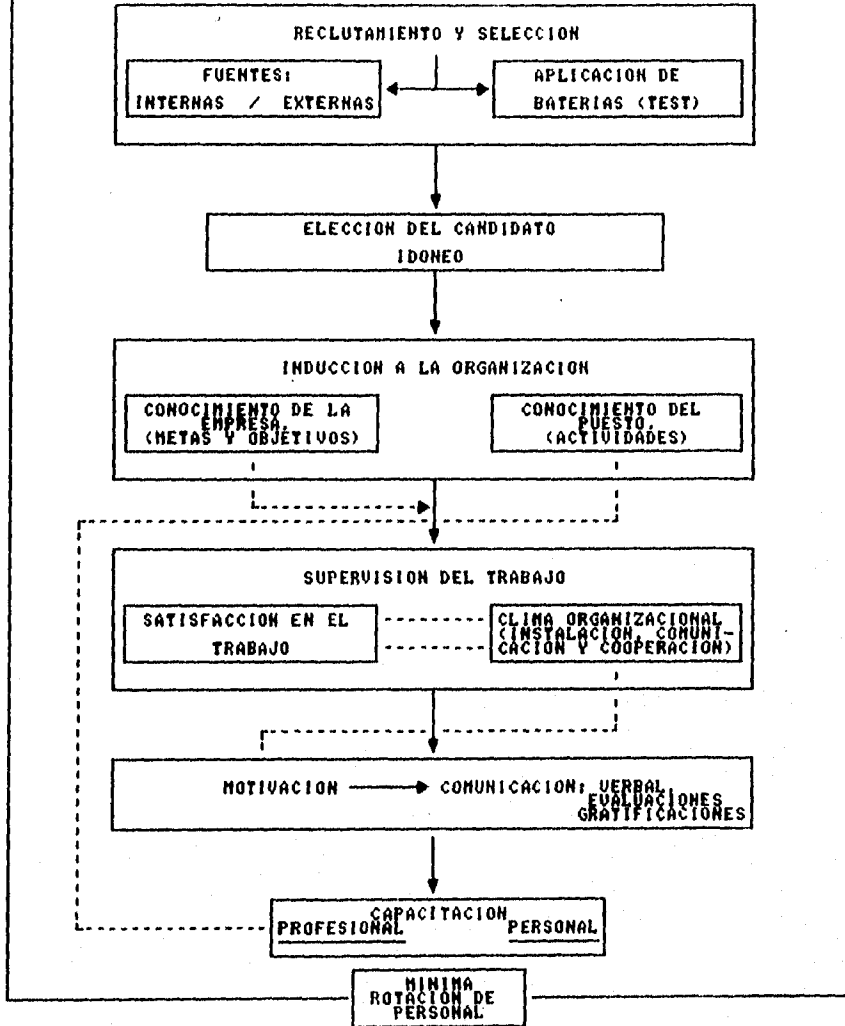 RECLUTAMIENTO Y SELECCION
FUENTES:
INTERNAS / EXTERNAS
APLICACION DE
BATERIAS (TEST)
ELECCION DEL CANDIDATO
IDONEO
INDUCCION A LA ORGANIZACION
CONOCIMIENTO DE LA
EMPRESA.
(METAS Y OBJETIVOS)
CONOCIMIENTO DEL
PUESTO.
(ACTIVIDADES)
SUPERVISION DEL TRABAJO
SATISFACCION EN EL
TRABAJO
CLIMA ORGANIZACIONAL
(INSTALACION, COMUNI-
CACION Y COOPERACION)
MOTIVACION COMUNICACION: VERBAL
EVALUACIONES
GRATIFICACIONES
CAPACITACION
PROFESIONAL PERSONAL
MINIMA
ROTACION DE
PERSONAL